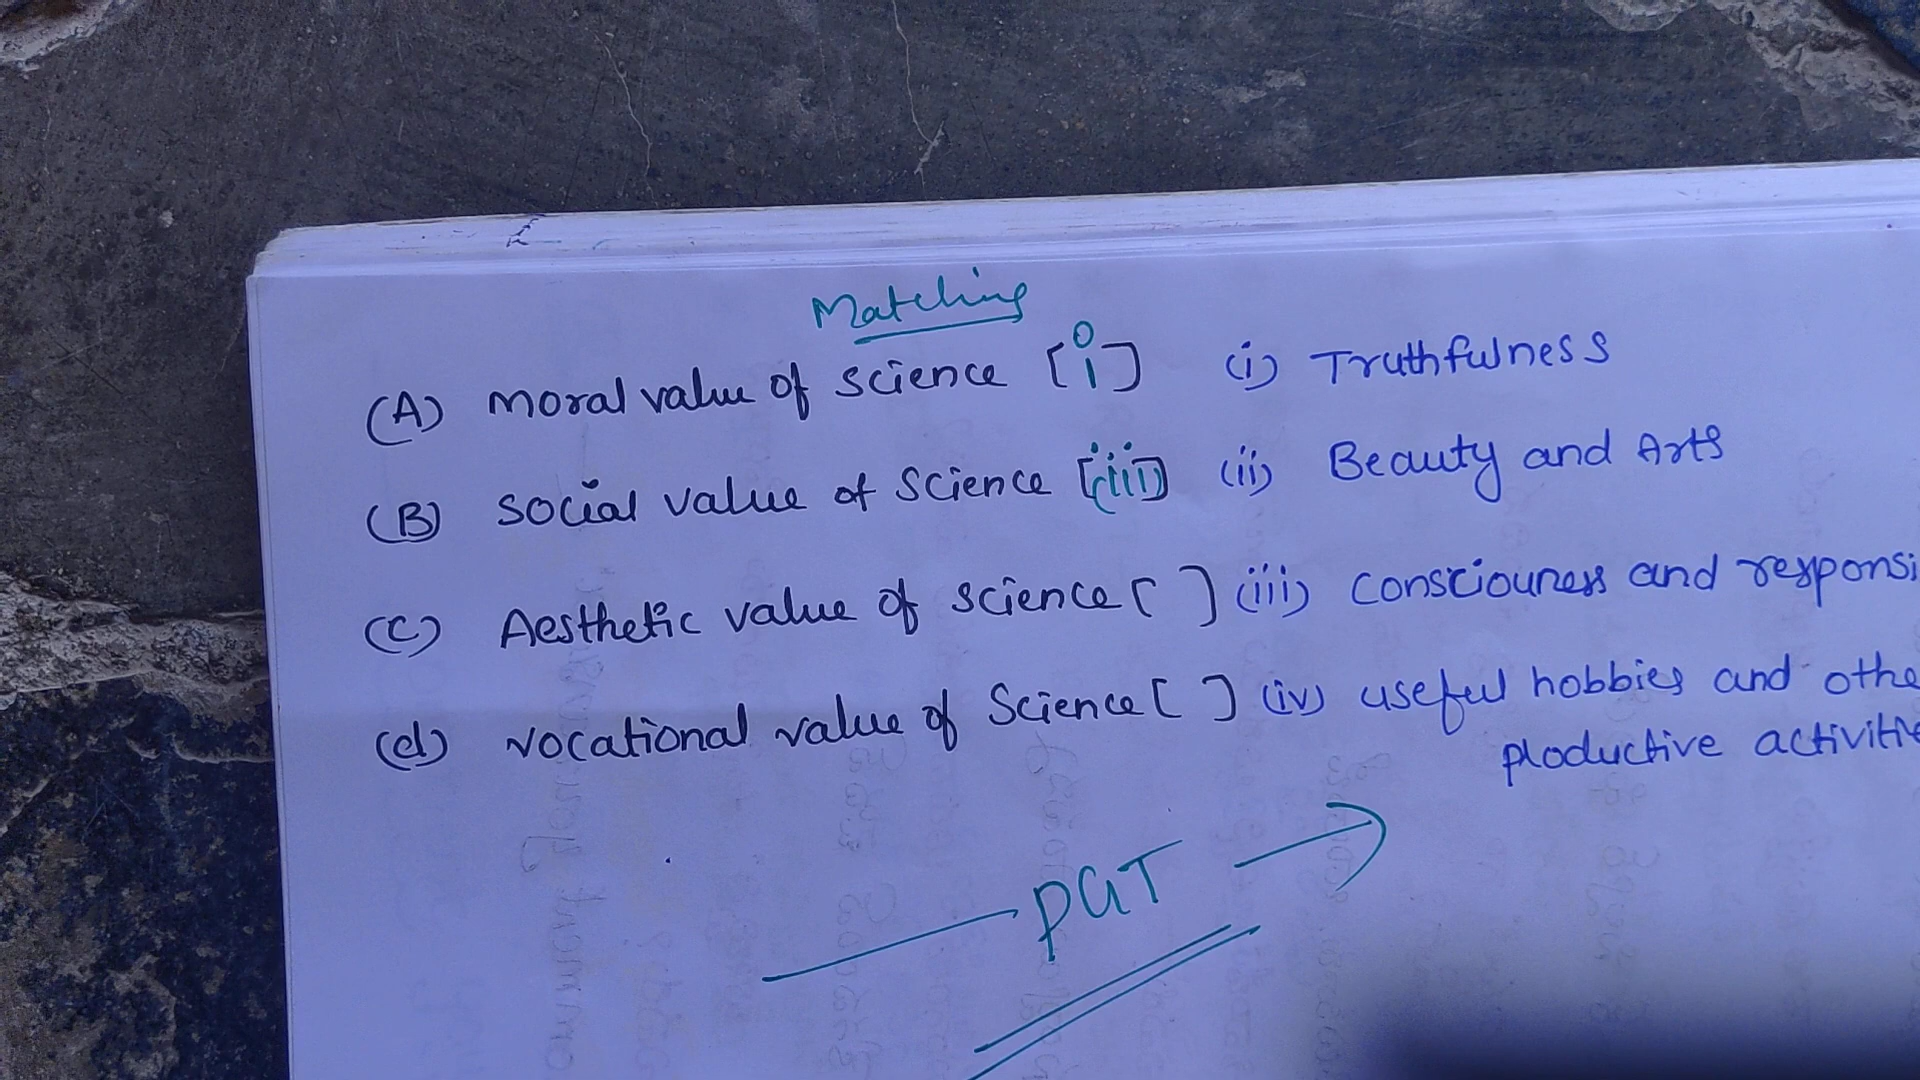 Matching
(A) Moral value of science [i] (i) Truthfulness
(B) social value of Science [iii] (ii) Beauty and Arts
(C) Aesthetic value of science [ ] (iii) Consciouness and responsi
(d) vocational value of Science [ ] (iv) useful hobbies and othe
ploductive activitie
PGT